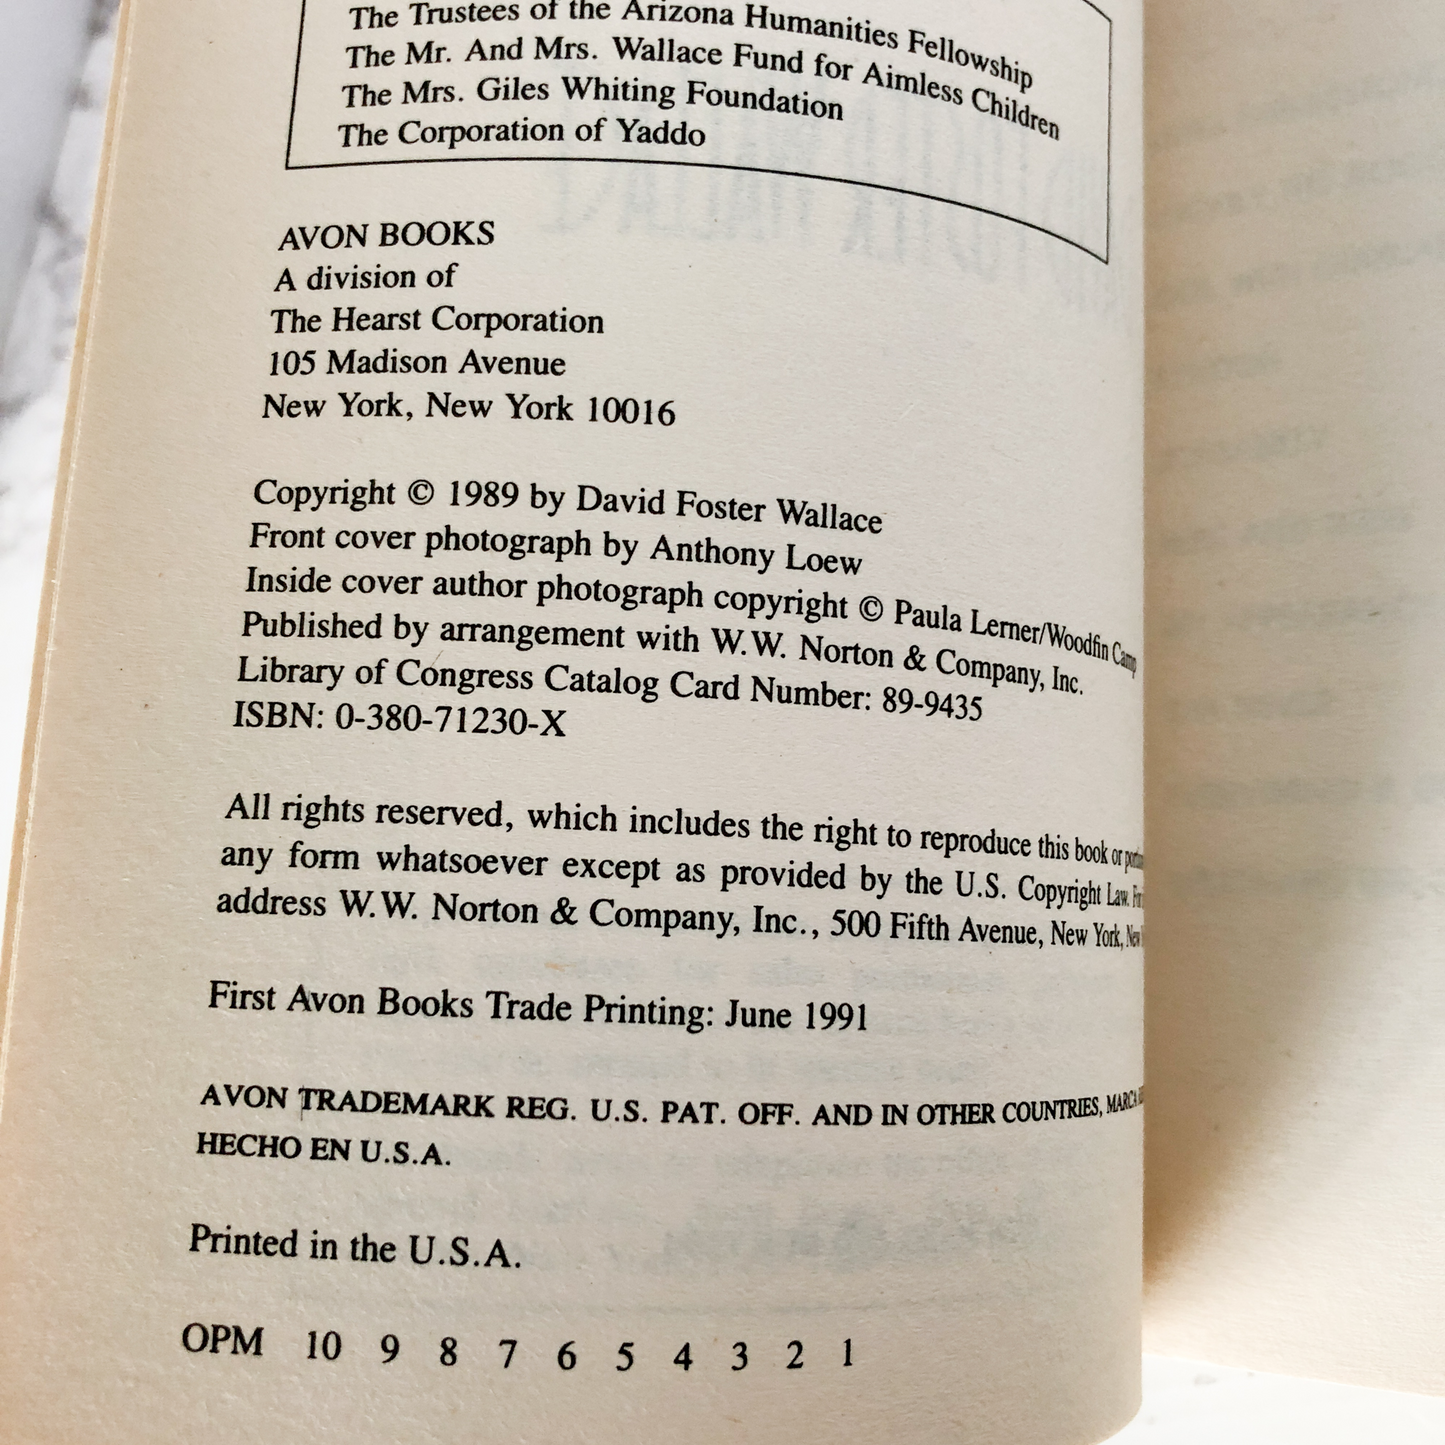 The Trustees of the Arizona Humanities Fellowship
The Mr. And Mrs. Wallace Fund for Aimless Children
The Mrs. Giles Whiting Foundation
The Corporation of Yaddo
AVON BOOKS
A division of
The Hearst Corporation
105 Madison Avenue
New York, New York 10016
Copyright © 1989 by David Foster Wallace
Front cover photograph by Anthony Loew
Inside cover author photograph copyright © Paula Lerner/Woodfin Camp
Published by arrangement with W.W. Norton & Company, Inc.
Library of Congress Catalog Card Number: 89-9435
ISBN: 0-380-71230-X
All rights reserved, which includes the right to reproduce this book or
any form whatsoever except as provided by the U.S. Copyright Law. For
address W.W. Norton & Company, Inc., 500 Fifth Avenue, New York, New
First Avon Books Trade Printing: June 1991
AVON TRADEMARK REG. U.S. PAT. OFF. AND IN OTHER COUNTRIES, MARCA
HECHO EN U.S.A.
Printed in the U.S.A.
OPM 10 9 8 7 6 5 4 3 2 1